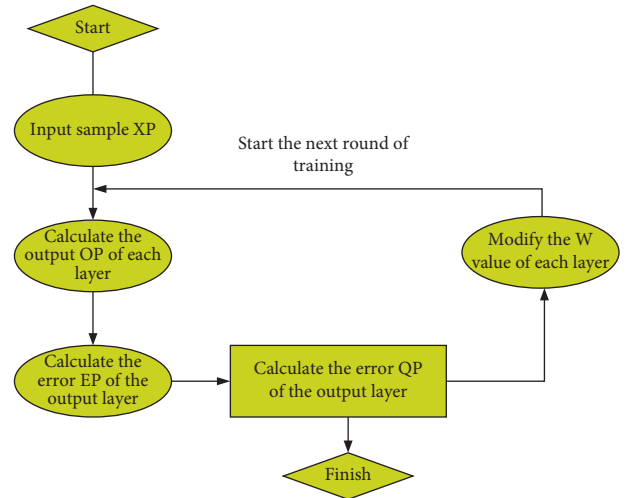 Start
Input sample XP
Start the next round of
training
Calculate the
output OP of each
layer
Modify the W
value of each layer
Calculate the
error EP of the
output layer
Calculate the error QP
of the output layer
Finish